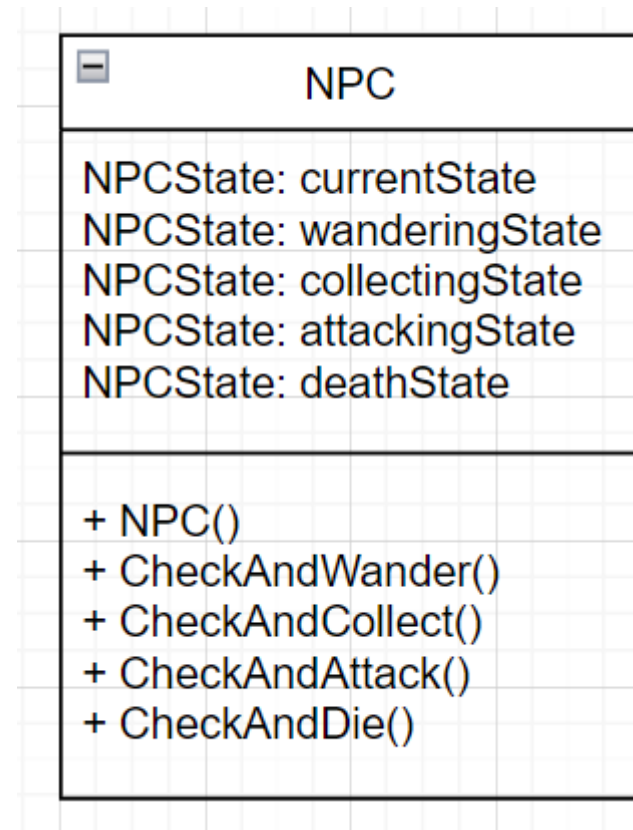 NPC
NPCState: currentState
NPCState: wanderingState
NPCState: collectingState
NPCState: attackingState
NPCState: deathState
+ NPC()
+ CheckAndWander()
+ CheckAndCollect()
+ CheckAndAttack()
+ CheckAndDie()